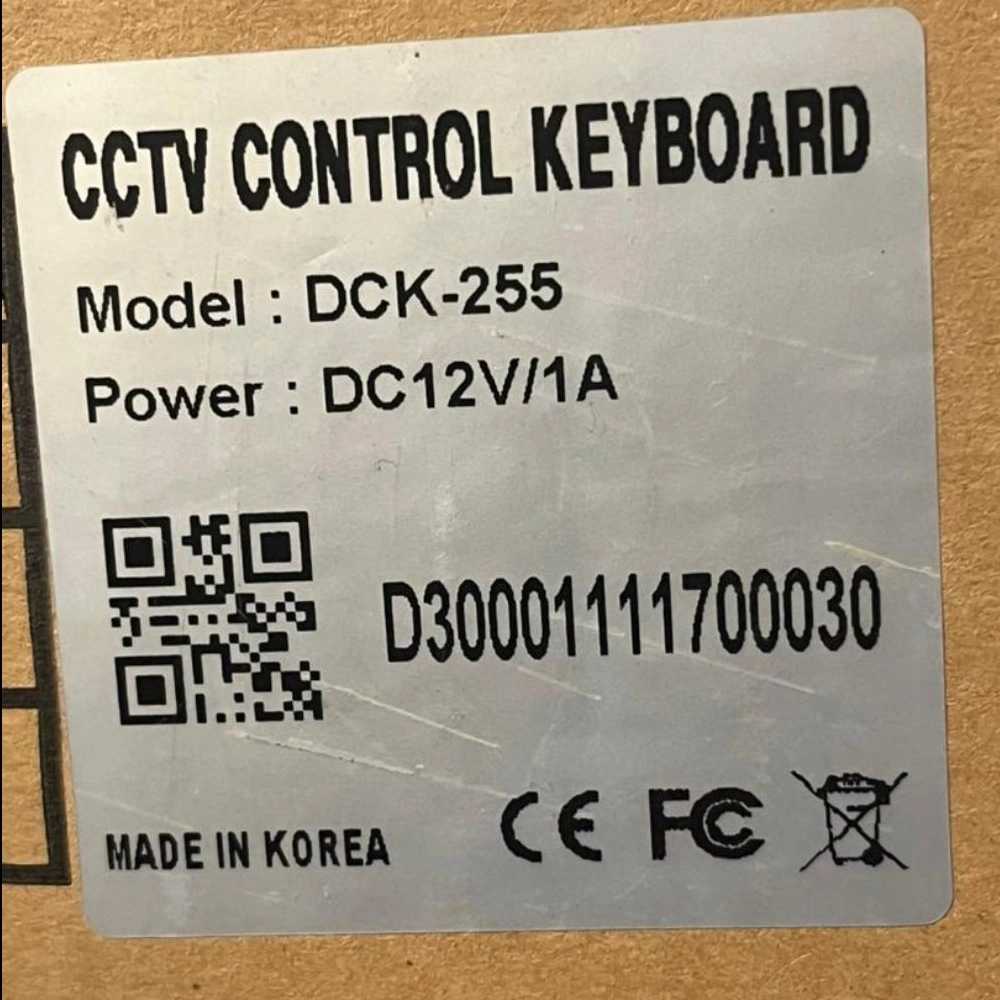 CCTV CONTROL KEYBOARD
Model : DCK-255
Power : DC12V/1A
D30001111700030
MADE IN KOREA
CE FC